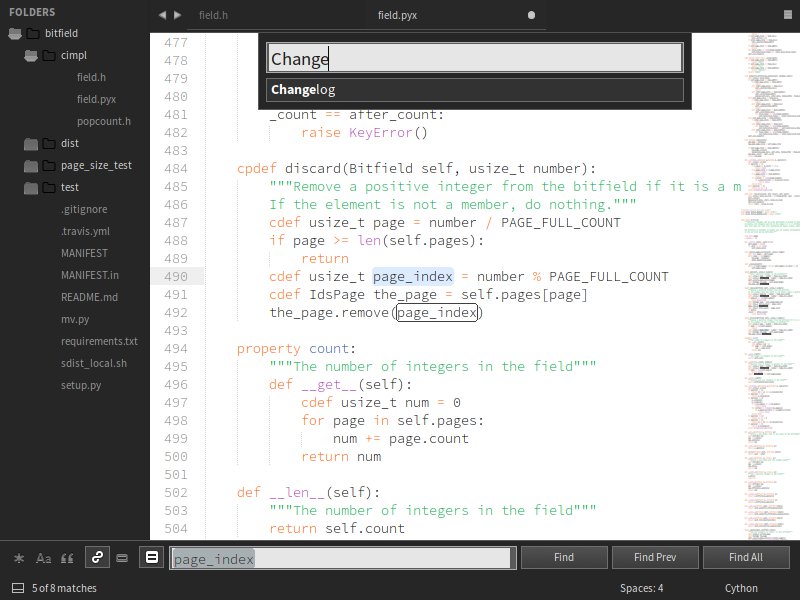 FOLDERS
bitfield
cimpl
field.h
field.pyx
popcount.h
dist
page_size_test
test
.gitignore
.travis.yml
MANIFEST
MANIFEST.in
README.md
mv.py
requirements.txt
sdist_local.sh
setup.py
field.h field.pyx
Change
Changelog
477
478
479
480
481 _count == after_count:
482 raise KeyError()
483
484 cpdef discard(Bitfield self, usize_t number):
485 """Remove a positive integer from the bitfield if it is a m
486 If the element is not a member, do nothing."""
487 cdef usize_t page = number / PAGE_FULL_COUNT
488 if page >= len(self.pages):
489 return
490 cdef usize_t page_index = number % PAGE_FULL_COUNT
491 cdef IdsPage the_page = self.pages[page]
492 the_page.remove(page_index)
493
494 property count:
495 """The number of integers in the field"""
496 def __get__(self):
497 cdef usize_t num = 0
498 for page in self.pages:
499 num += page.count
500 return num
501
502 def __len__(self):
503 """The number of integers in the field"""
504 return self.count
Aa page_index Find Find Prev Find All
5 of 8 matches Spaces: 4 Cython